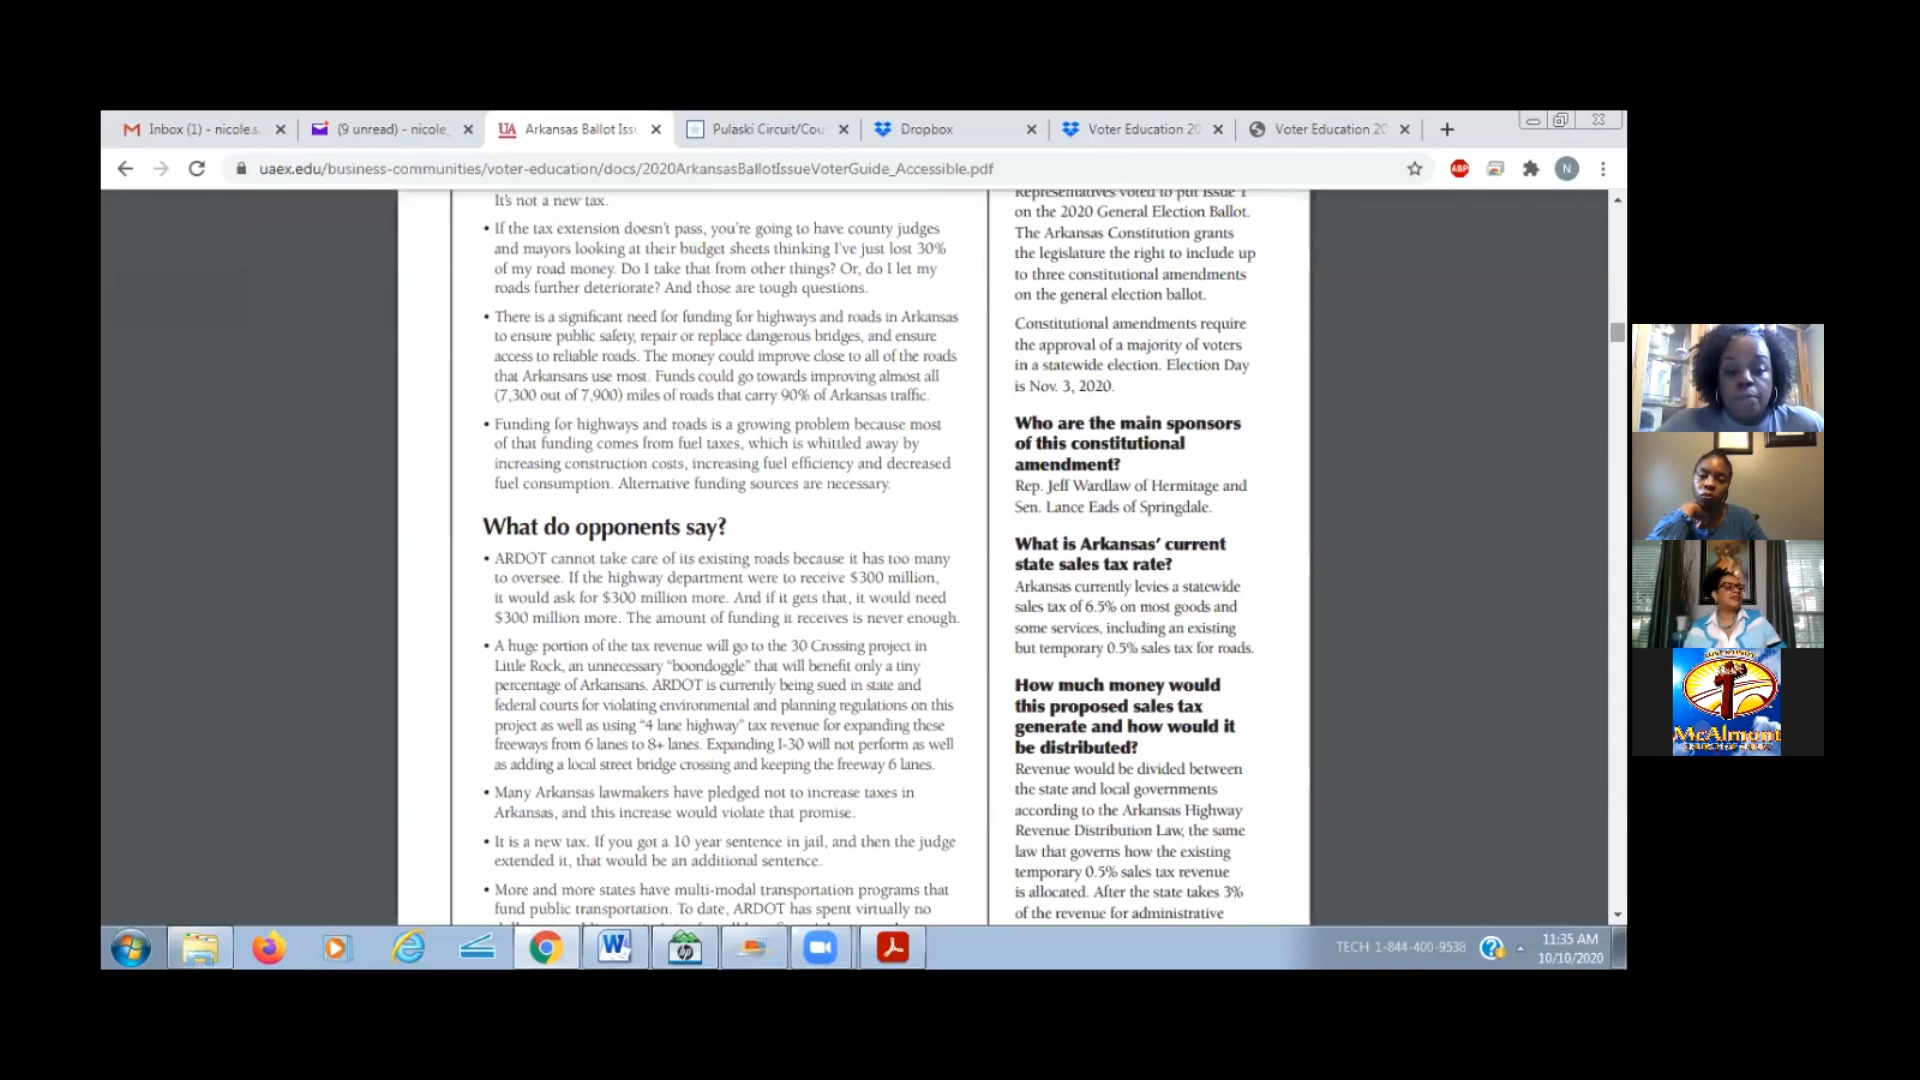 Inbox (1) - nicole.s.
(9 unread) - nicole_
UA Arkansas Ballot Issu
Pulaski Circuit/Cou
Dropbox
Voter Education 20
Voter Education 20
uaex.edu/business-communities/voter-education/docs/2020ArkansasBallotIssueVoterGuide_Accessible.pdf
ABP
N
It's not a new tax.
• If the tax extension doesn't pass, you're going to have county judges
and mayors looking at their budget sheets thinking I've just lost 30%
of my road money. Do I take that from other things? Or, do I let my
roads further deteriorate? And those are tough questions.
• There is a significant need for funding for highways and roads in Arkansas
to ensure public safety, repair or replace dangerous bridges, and ensure
access to reliable roads. The money could improve close to all of the roads
that Arkansans use most. Funds could go towards improving almost all
(7,300 out of 7,900) miles of roads that carry 90% of Arkansas traffic.
• Funding for highways and roads is a growing problem because most
of that funding comes from fuel taxes, which is whittled away by
increasing construction costs, increasing fuel efficiency and decreased
fuel consumption. Alternative funding sources are necessary.
What do opponents say?
• ARDOT cannot take care of its existing roads because it has too many
to oversee. If the highway department were to receive $300 million,
it would ask for $300 million more. And if it gets that, it would need
$300 million more. The amount of funding it receives is never enough.
• A huge portion of the tax revenue will go to the 30 Crossing project in
Little Rock, an unnecessary “boondoggle” that will benefit only a tiny
percentage of Arkansans. ARDOT is currently being sued in state and
federal courts for violating environmental and planning regulations on this
project as well as using “4 lane highway” tax revenue for expanding these
freeways from 6 lanes to 8+ lanes. Expanding I-30 will not perform as well
as adding a local street bridge crossing and keeping the freeway 6 lanes.
• Many Arkansas lawmakers have pledged not to increase taxes in
Arkansas, and this increase would violate that promise.
• It is a new tax. If you got a 10 year sentence in jail, and then the judge
extended it, that would be an additional sentence.
• More and more states have multi-modal transportation programs that
fund public transportation. To date, ARDOT has spent virtually no
Representatives voted to put Issue 1
on the 2020 General Election Ballot.
The Arkansas Constitution grants
the legislature the right to include up
to three constitutional amendments
on the general election ballot.
Constitutional amendments require
the approval of a majority of voters
in a statewide election. Election Day
is Nov. 3, 2020.
Who are the main sponsors
of this constitutional
amendment?
Rep. Jeff Wardlaw of Hermitage and
Sen. Lance Eads of Springdale.
What is Arkansas' current
state sales tax rate?
Arkansas currently levies a statewide
sales tax of 6.5% on most goods and
some services, including an existing
but temporary 0.5% sales tax for roads.
How much money would
this proposed sales tax
generate and how would it
be distributed?
Revenue would be divided between
the state and local governments
according to the Arkansas Highway
Revenue Distribution Law, the same
law that governs how the existing
temporary 0.5% sales tax revenue
is allocated. After the state takes 3%
of the revenue for administrative
McAlmont
TECH 1-844-400-9538
11:35 AM
10/10/2020